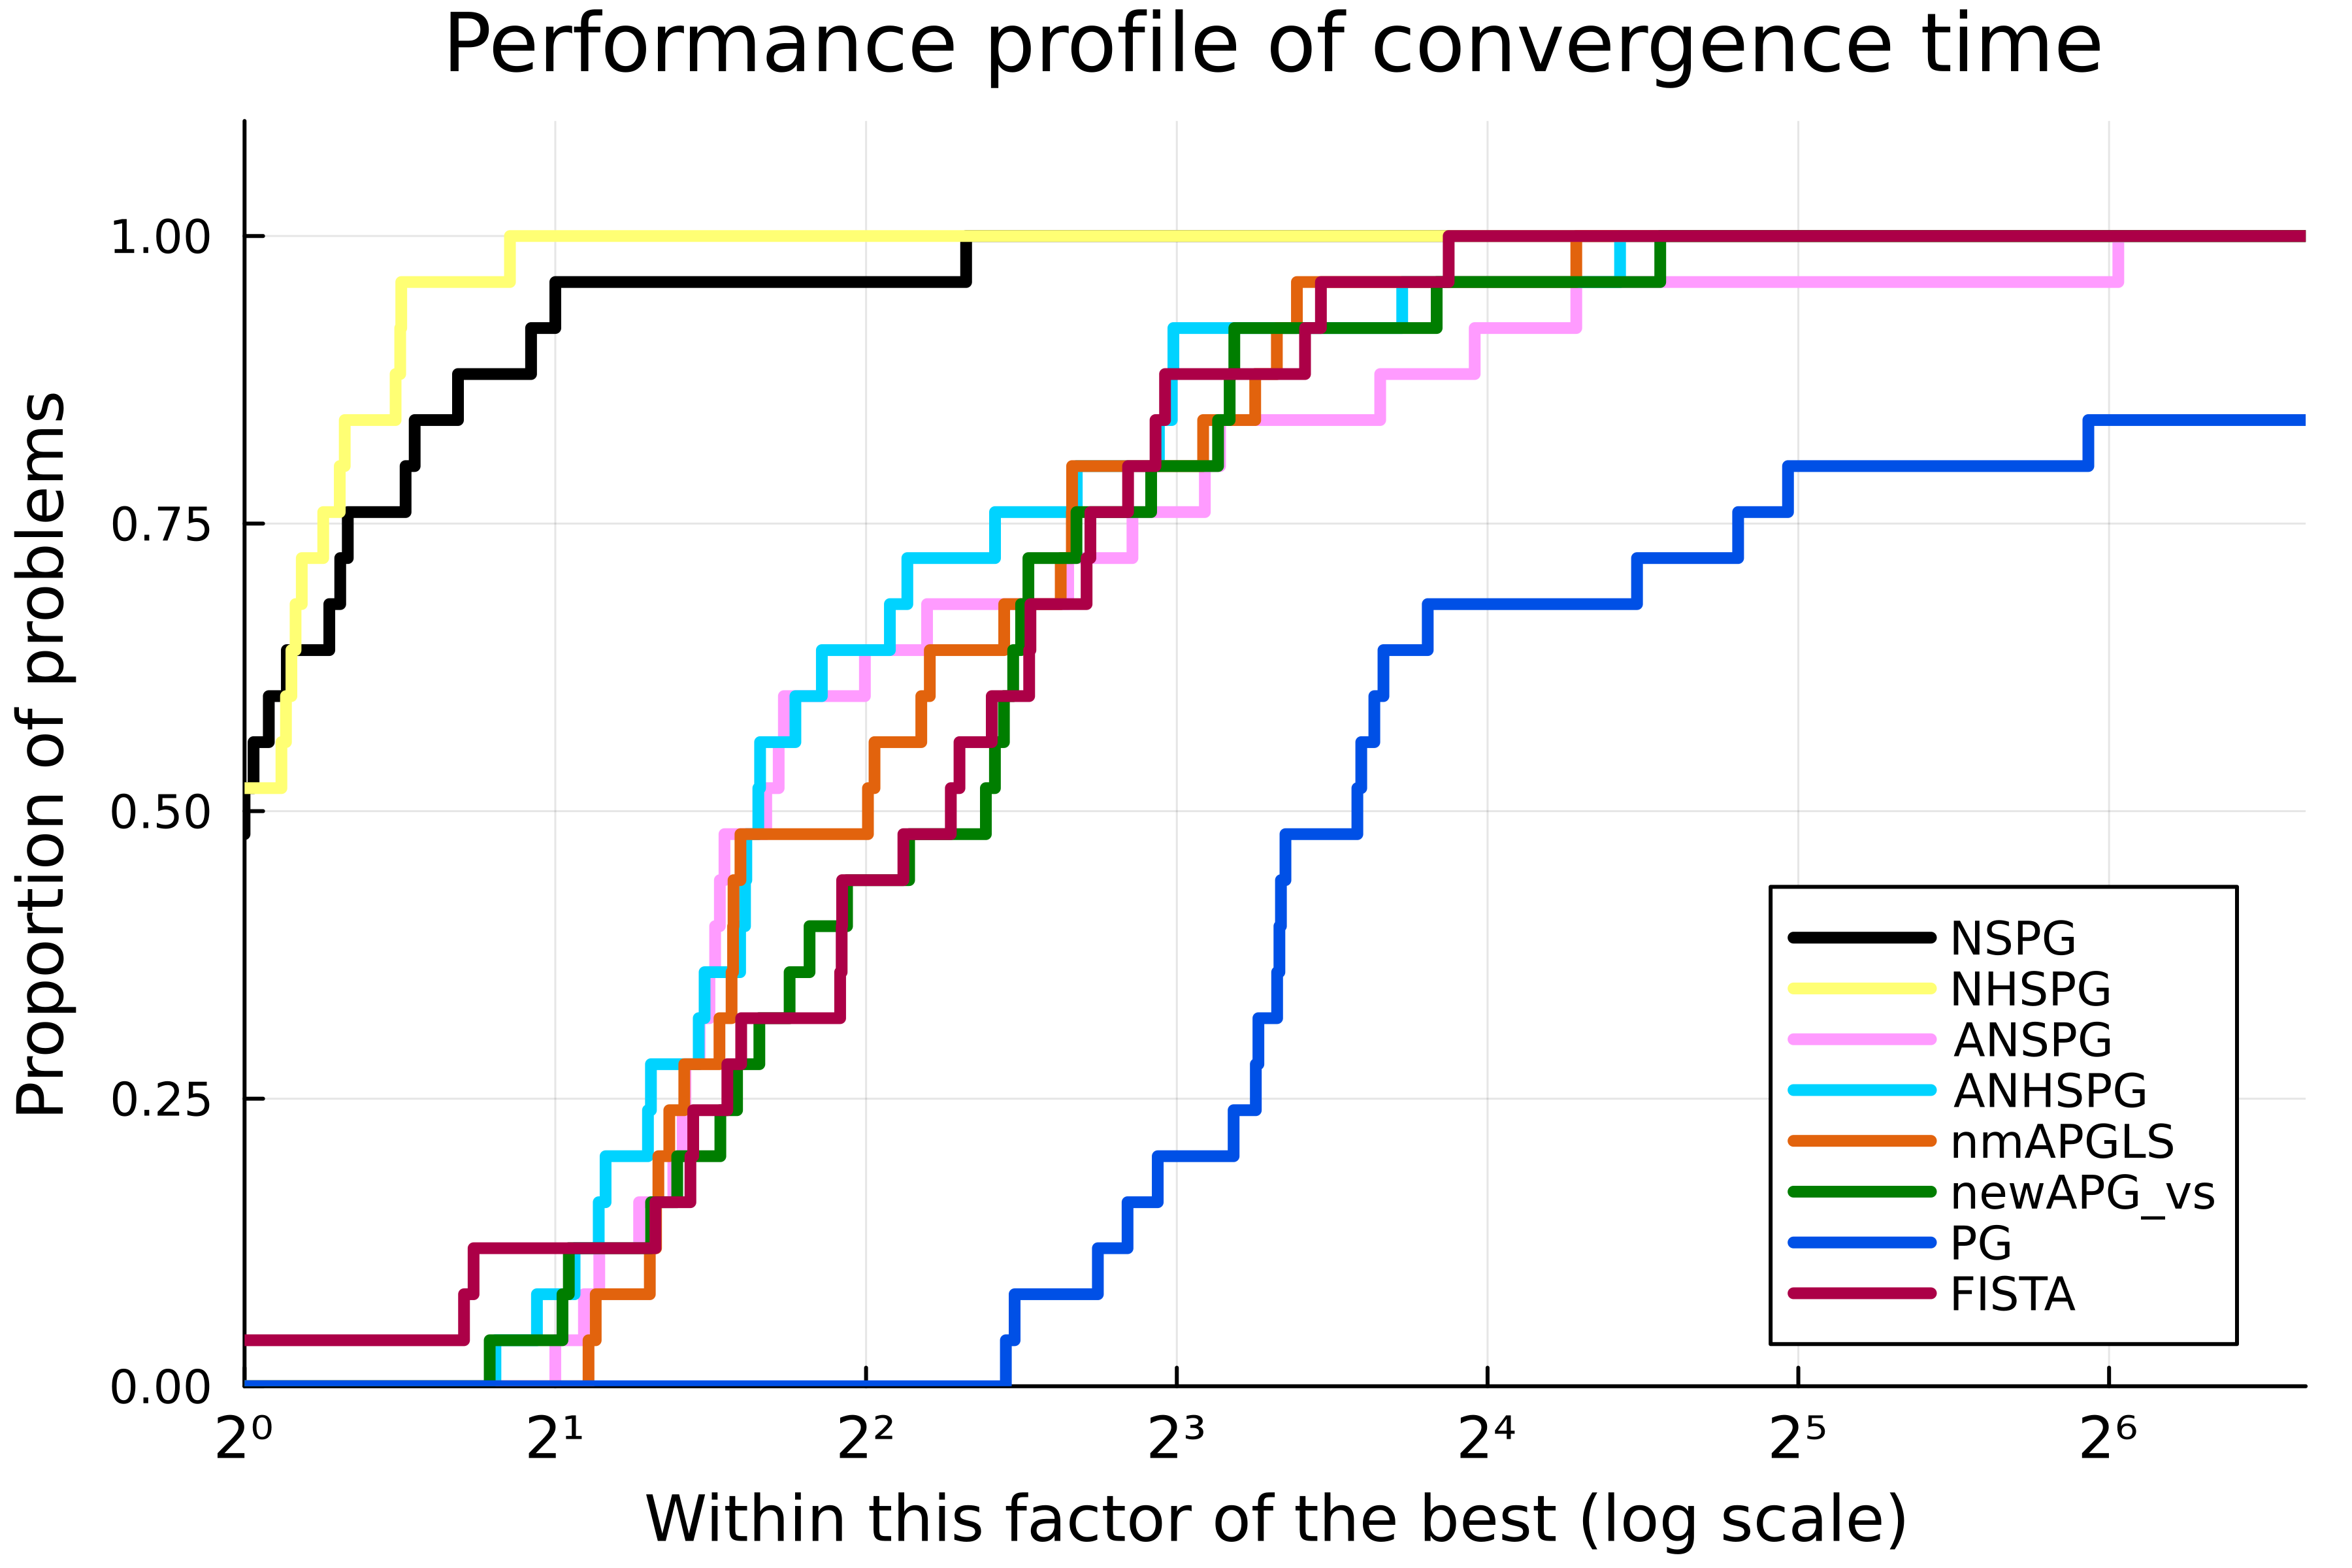 Performance profile of convergence time
Proportion of problems
1.00
0.75
0.50
0.25
0.00
2⁰ 2¹ 2² 2³ 2⁴ 2⁵ 2⁶
Within this factor of the best (log scale)
NSPG
NHSPG
ANSPG
ANHSPG
nmAPGLS
newAPG_vs
PG
FISTA